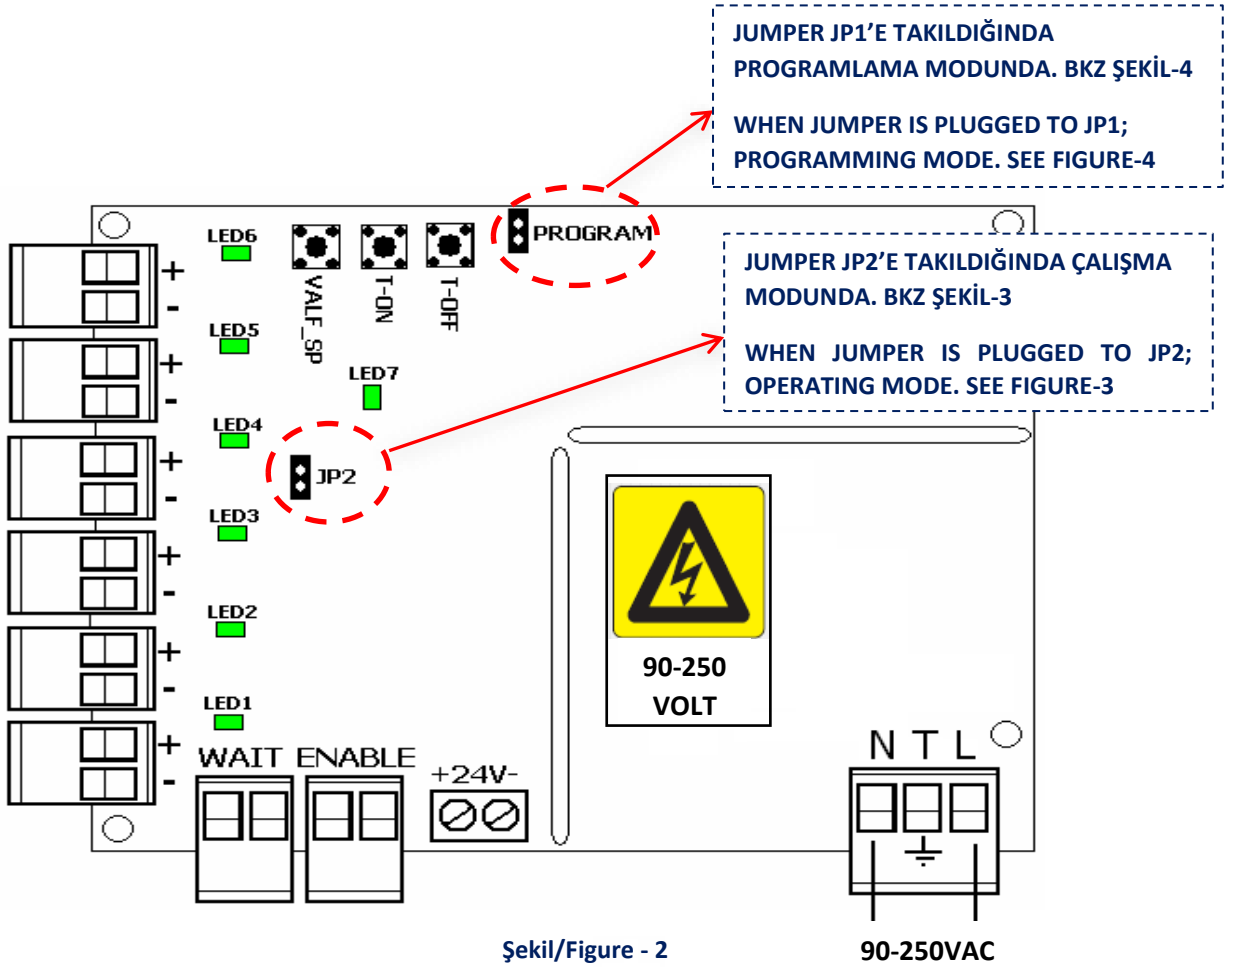 JUMPER JP1’E TAKILDIĞINDA
PROGRAMLAMA MODUNDA. BKZ ŞEKİL-4
WHEN JUMPER IS PLUGGED TO JP1;
PROGRAMMING MODE. SEE FIGURE-4
PROGRAM
JUMPER JP2’E TAKILDIĞINDA ÇALIŞMA
MODUNDA. BKZ ŞEKİL-3
WHEN JUMPER IS PLUGGED TO JP2;
OPERATING MODE. SEE FIGURE-3
LED6
VALF_SP
T-ON
T-OFF
+
-
LED5
+
-
LED7
LED4
+
-
JP2
LED3
+
-
LED2
+
-
LED1
+
-
90-250
VOLT
WAIT ENABLE
+24V-
N T L
90-250VAC
Şekil/Figure - 2